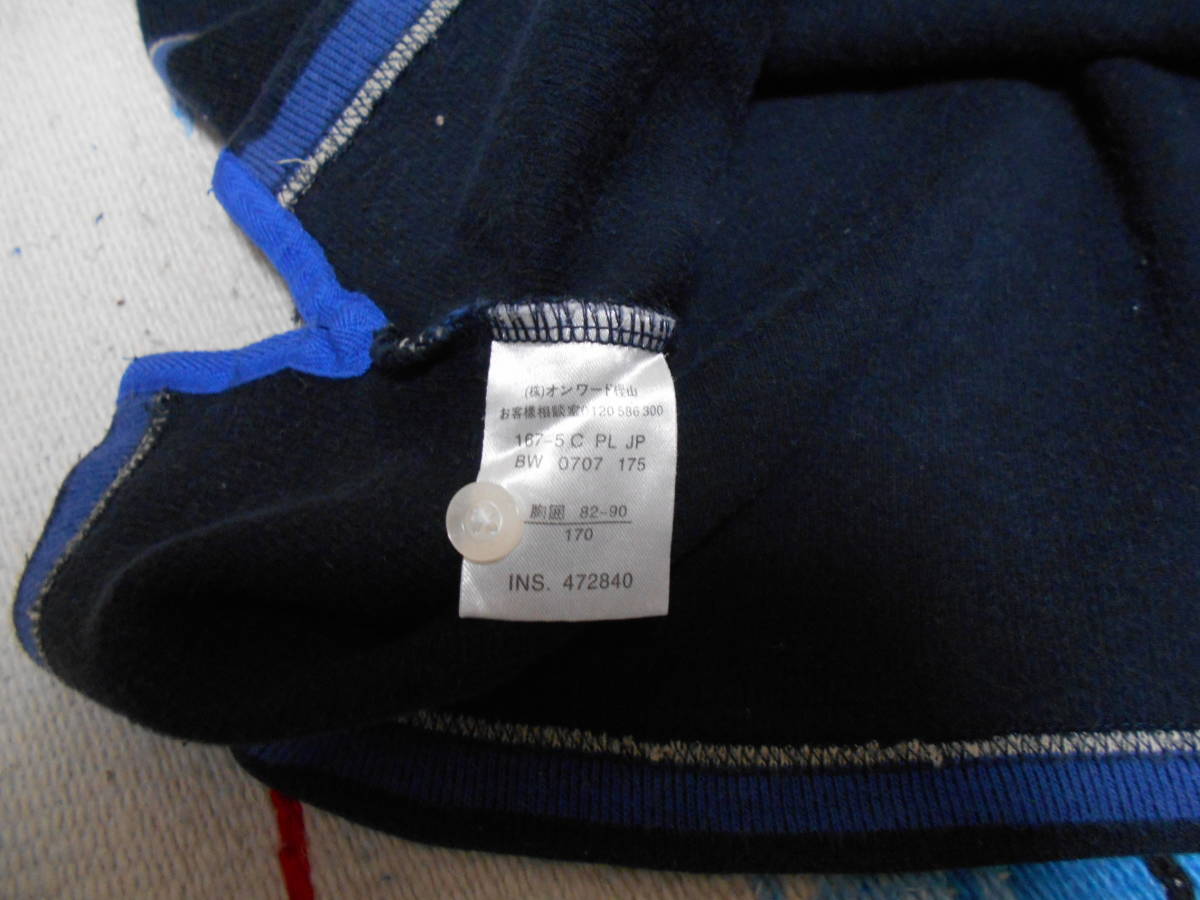 (株)オンワード樫山
お客様相談室0120 586 300
167-5 C PL JP
BW 0707 175
胸囲 82-90
170
INS. 472840